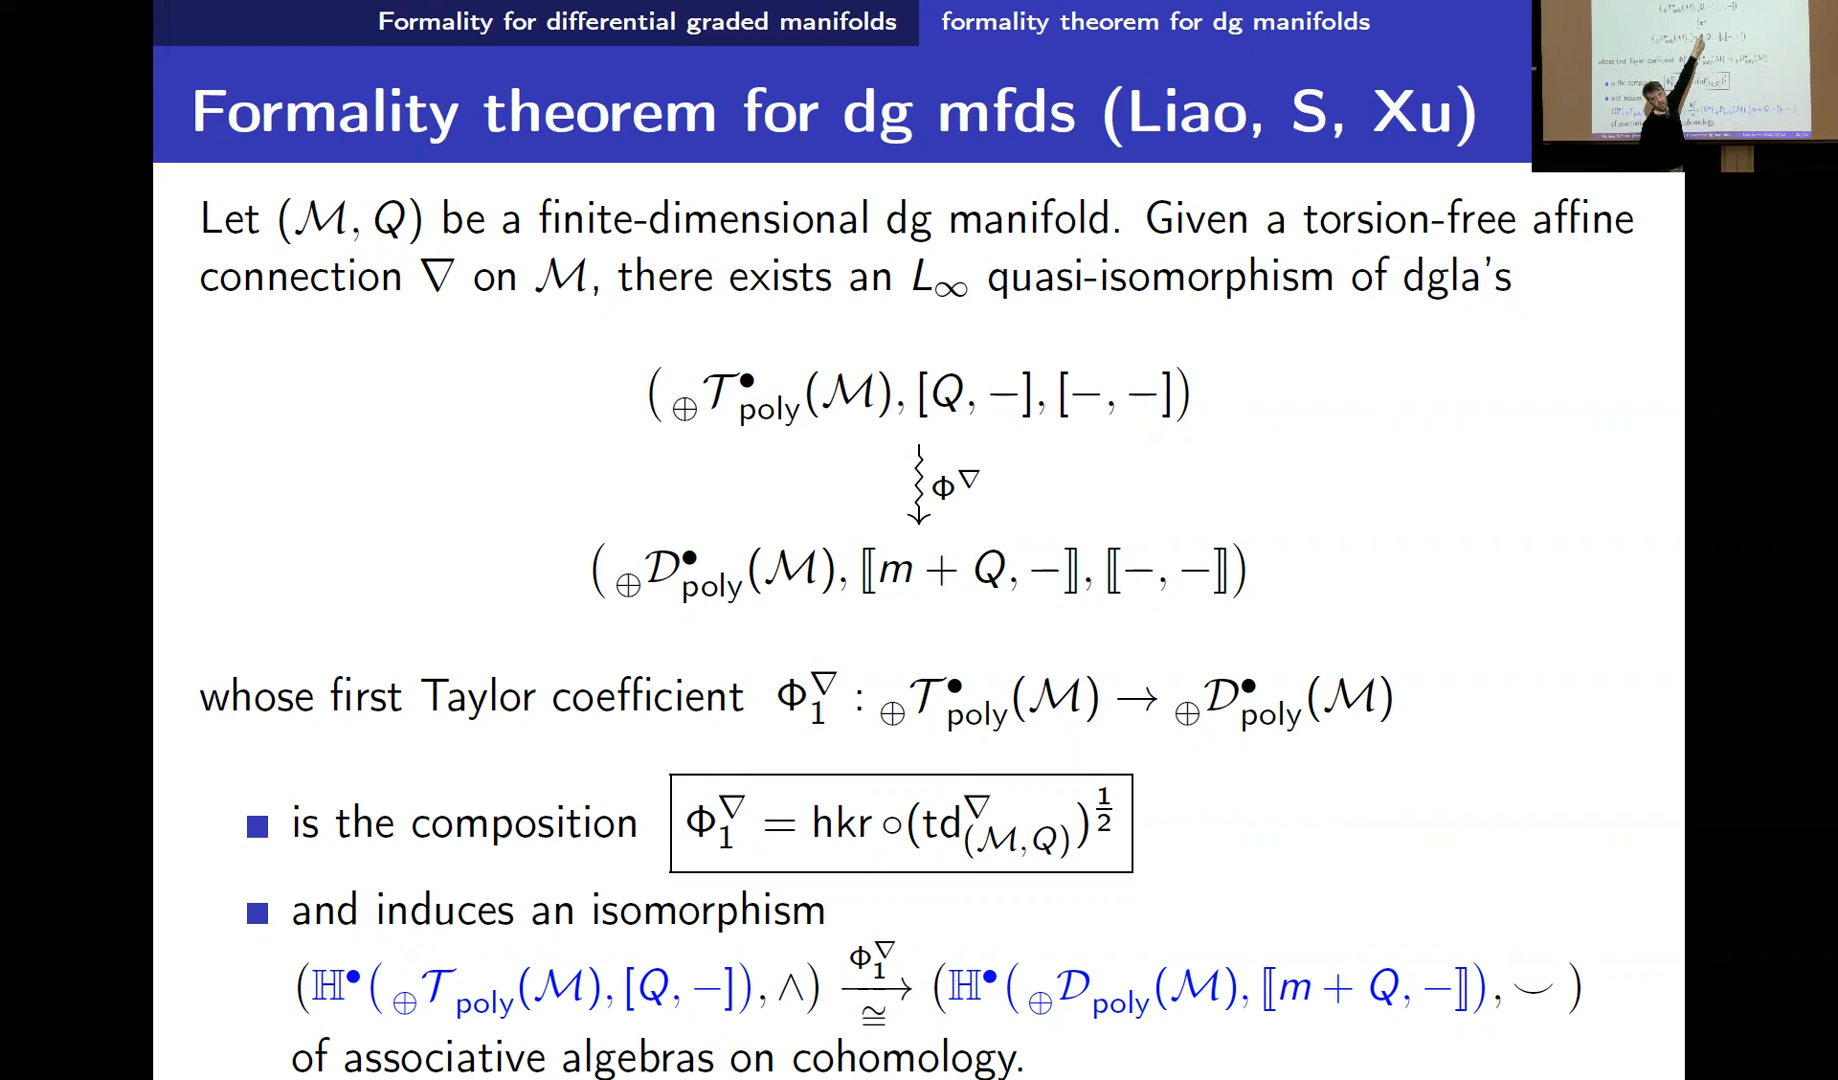 Formality for differential graded manifolds formality theorem for dg manifolds
Formality theorem for dg mfds (Liao, S, Xu)
Let (ℳ, Q) be a finite-dimensional dg manifold. Given a torsion-free affine
connection ∇ on ℳ, there exists an L∞ quasi-isomorphism of dgla's
( ⊕𝒯•poly(ℳ), [Q, −], [−, −])
Φ∇
( ⊕𝒟•poly(ℳ), ⟦m + Q, −⟧, ⟦−, −⟧)
whose first Taylor coefficient Φ∇1 : ⊕𝒯•poly(ℳ) → ⊕𝒟•poly(ℳ)
is the composition Φ∇1 = hkr ∘(td∇(ℳ,Q))1/2
and induces an isomorphism
(ℍ•( ⊕𝒯poly(ℳ), [Q, −]), ∧) Φ∇1→≅ (ℍ•( ⊕𝒟poly(ℳ), ⟦m + Q, −⟧), ⌣ )
of associative algebras on cohomology.